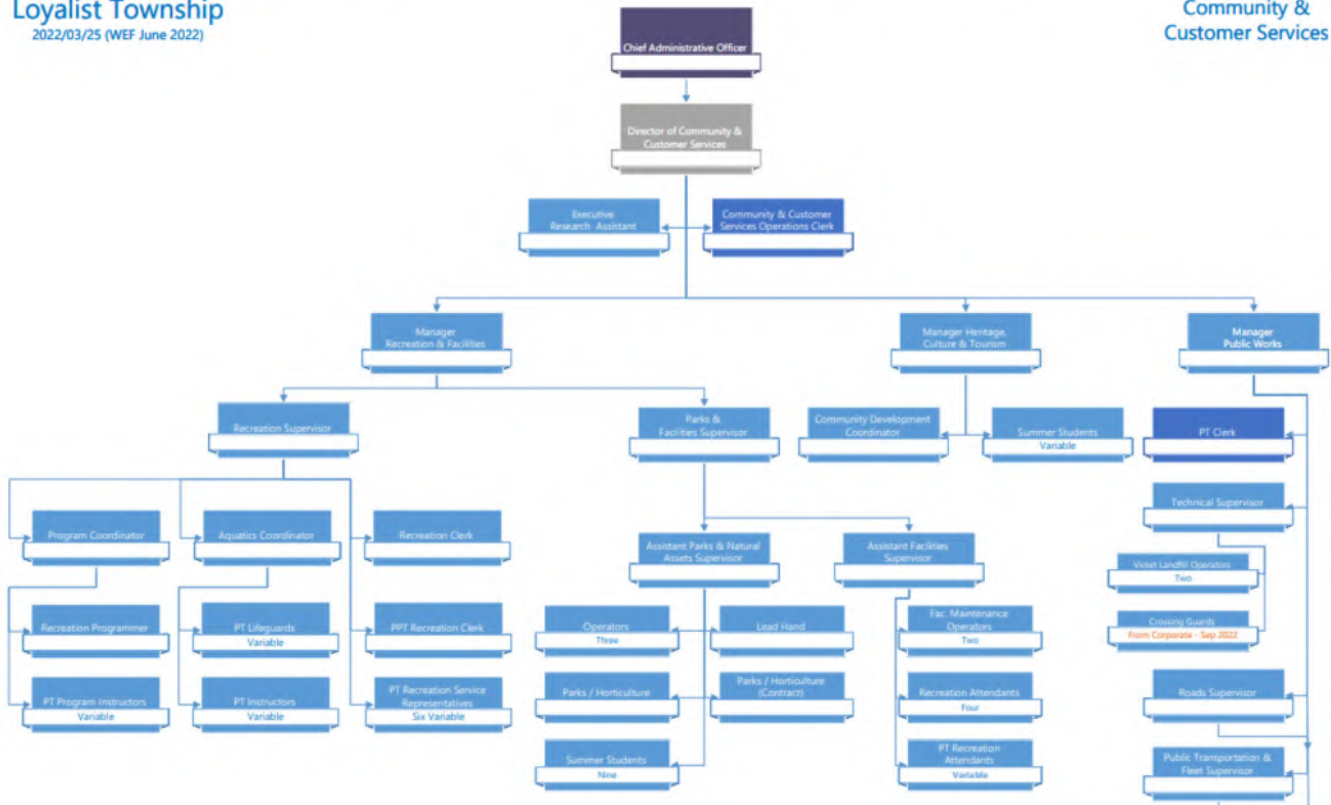 Loyalist Township
2022/03/25 (WEF June 2022)
Community &
Customer Services
Chief Administrative Officer
Director of Community &
Customer Services
Executive
Research Assistant
Community & Customer
Services Operations Clerk
Manager
Recreation & Facilities
Manager Heritage,
Culture & Tourism
Manager
Public Works
Recreation Supervisor
Parks &
Facilities Supervisor
Community Development
Coordinator
Summer Students
Variable
PT Clerk
Technical Supervisor
Program Coordinator
Aquatics Coordinator
Recreation Clerk
Assistant Parks & Natural
Assets Supervisor
Assistant Facilities
Supervisor
Violet Landfill Operators
Two
Recreation Programmer
PT Lifeguards
Variable
PPT Recreation Clerk
Operators
Three
Lead Hand
Fac. Maintenance
Operators
Two
Crossing Guards
From Corporate - Sep 2022
PT Program Instructors
Variable
PT Instructors
Variable
PT Recreation Service
Representatives
Six Variable
Parks / Horticulture
Parks / Horticulture
(Contract)
Recreation Attendants
Four
Roads Supervisor
Summer Students
Nine
PT Recreation
Attendants
Variable
Public Transportation &
Fleet Supervisor